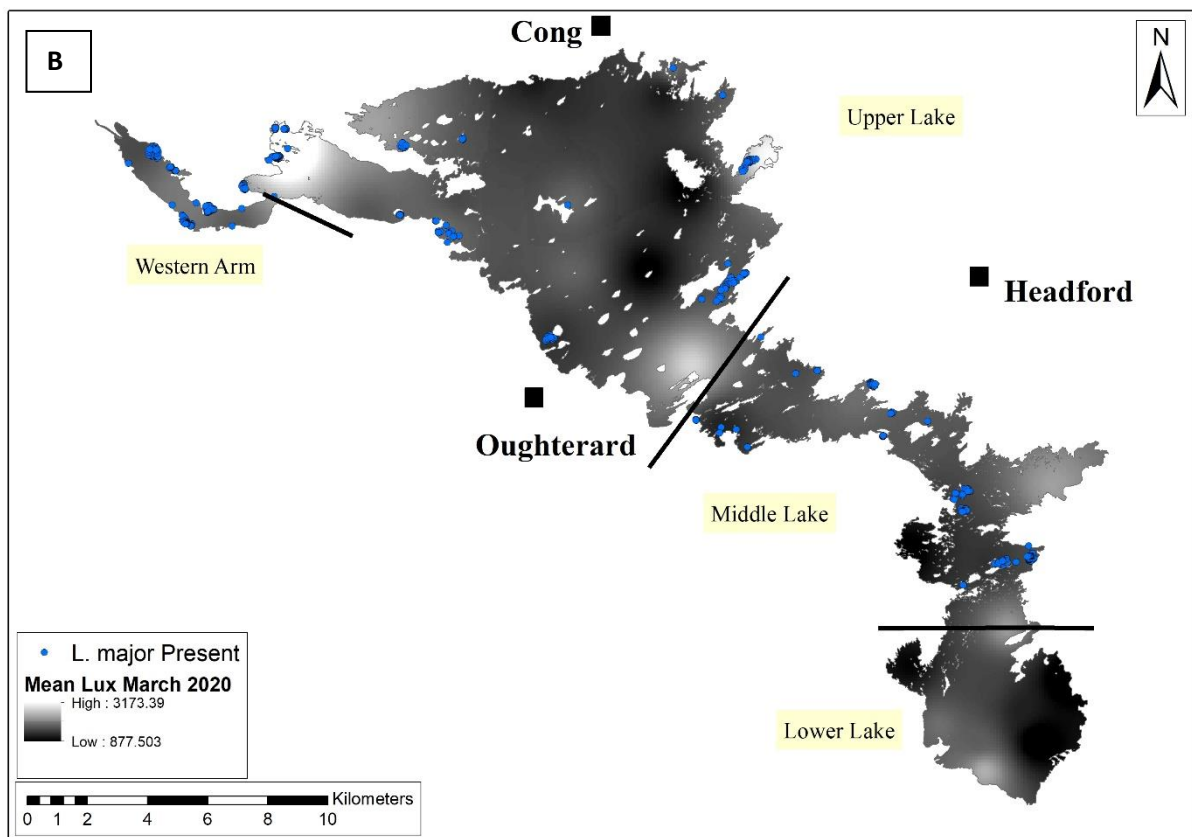 B
Cong
N
Upper Lake
Western Arm
Headford
Oughterard
Middle Lake
Lower Lake
L. major Present
Mean Lux March 2020
High : 3173.39
Low : 877.503
Kilometers
0 1 2 4 6 8 10